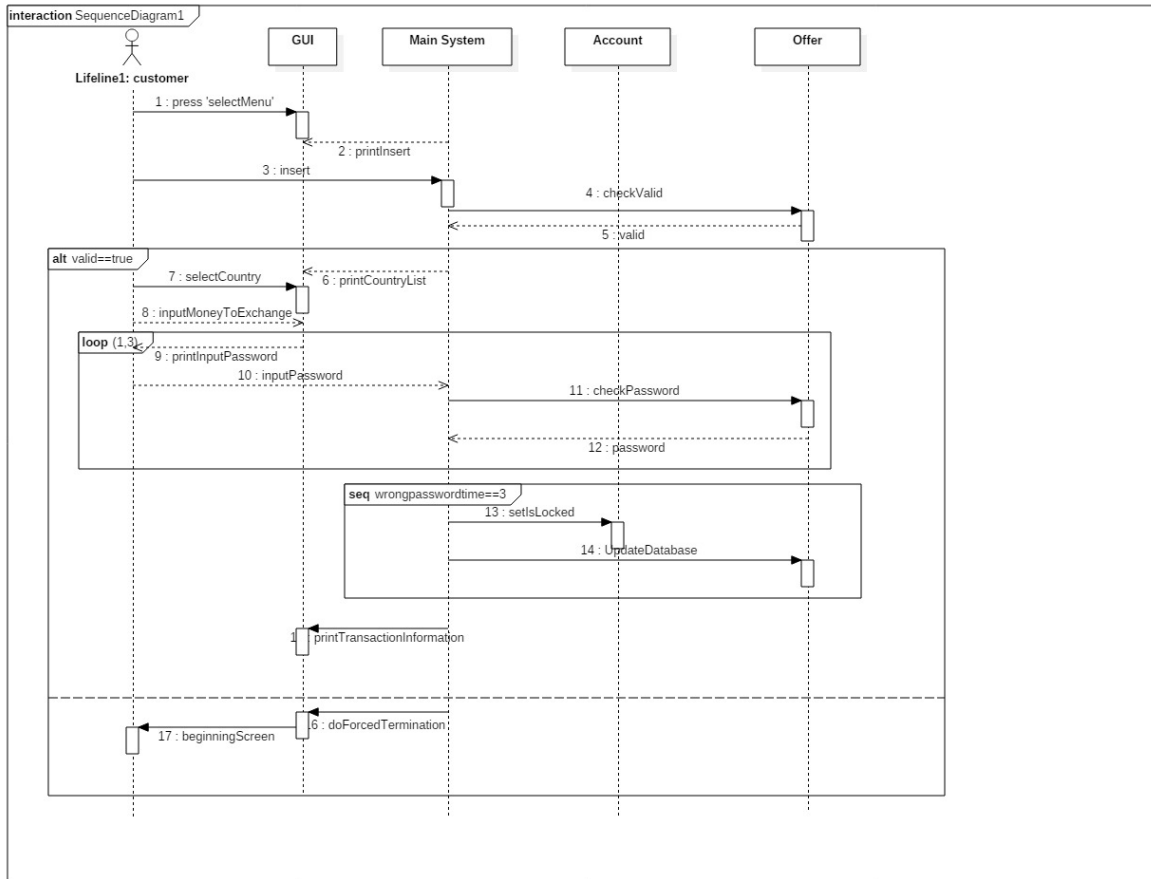 interaction SequenceDiagram1
GUI
Main System
Account
Offer
Lifeline1: customer
1 : press 'selectMenu'
2 : printInsert
3 : insert
4 : checkValid
5 : valid
alt valid==true
6 : printCountryList
7 : selectCountry
8 : inputMoneyToExchange
loop (1,3)
9 : printInputPassword
10 : inputPassword
11 : checkPassword
12 : password
seq wrongpasswordtime==3
13 : setIsLocked
14 : UpdateDatabase
printTransactionInformation
16 : doForcedTermination
17 : beginningScreen